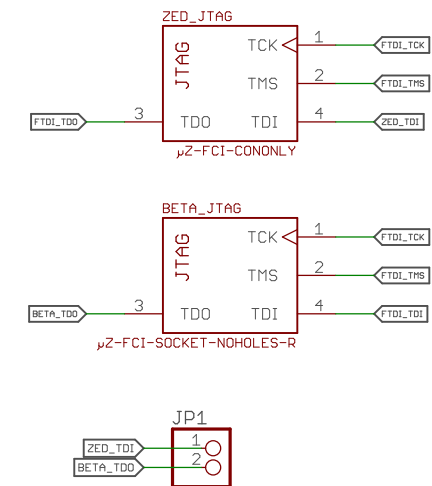 ZED_JTAG
JTAG
TCK 1 FTDI_TCK
TMS 2 FTDI_TMS
FTDI_TDO 3 TDO TDI 4 ZED_TDI
µZ-FCI-CONONLY
BETA_JTAG
JTAG
TCK 1 FTDI_TCK
TMS 2 FTDI_TMS
BETA_TDO 3 TDO TDI 4 FTDI_TDI
µZ-FCI-SOCKET-NOHOLES-R
JP1
ZED_TDI 1
BETA_TDO 2